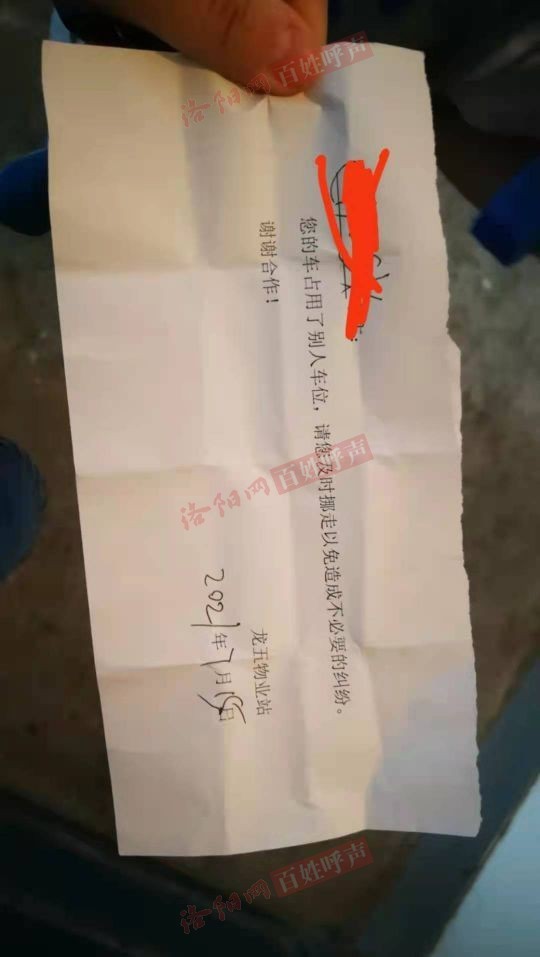 您的车占用了别人车位，请您及时挪走以免造成不必要的纠纷。
谢谢合作！
龙五物业站
2021年7月19日
洛阳网 百姓呼声
洛阳网 百姓呼声
洛阳网 百姓呼声